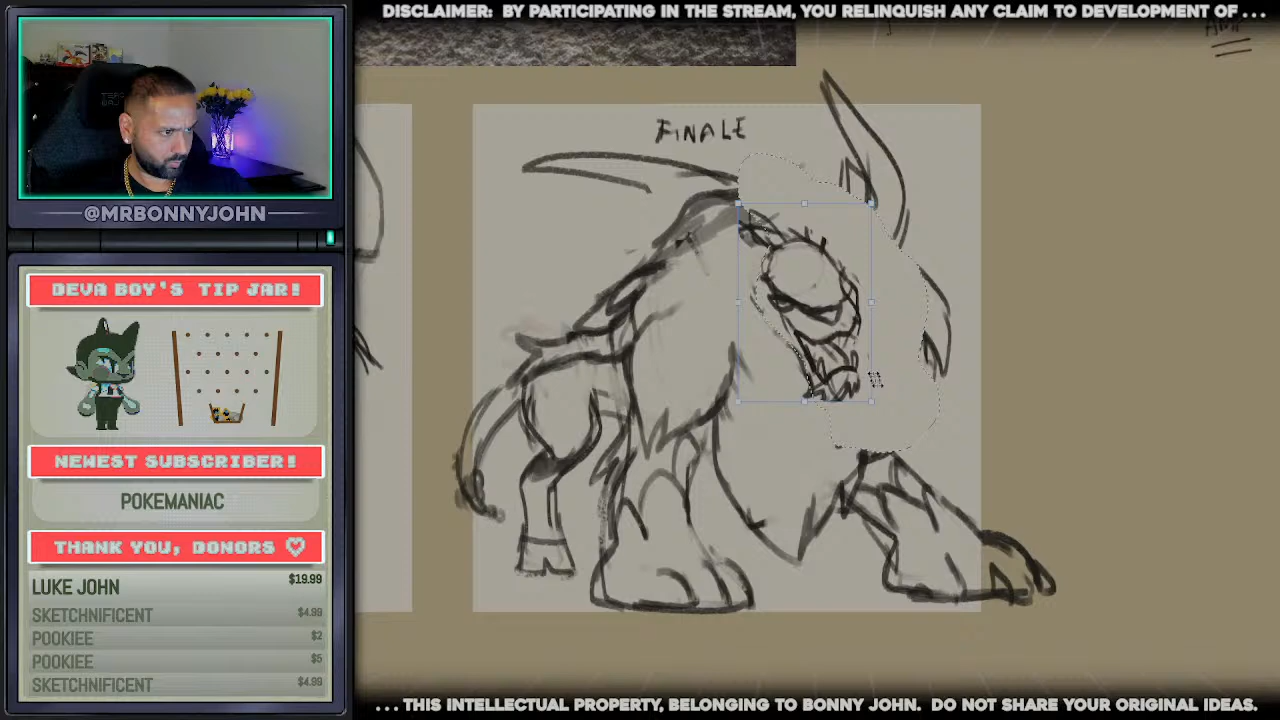 DISCLAIMER: BY PARTICIPATING IN THE STREAM, YOU RELINQUISH ANY CLAIM TO DEVELOPMENT OF . . .
FINALE
@MRBONNYJOHN
DEVA BOY'S TIP JAR!
NEWEST SUBSCRIBER!
POKEMANIAC
THANK YOU, DONORS ♡
LUKE JOHN $19.99
SKETCHNIFICENT $4.99
POOKIEE $2
POOKIEE $5
SKETCHNIFICENT $4.99
. . . THIS INTELLECTUAL PROPERTY, BELONGING TO BONNY JOHN. DO NOT SHARE YOUR ORIGINAL IDEAS.